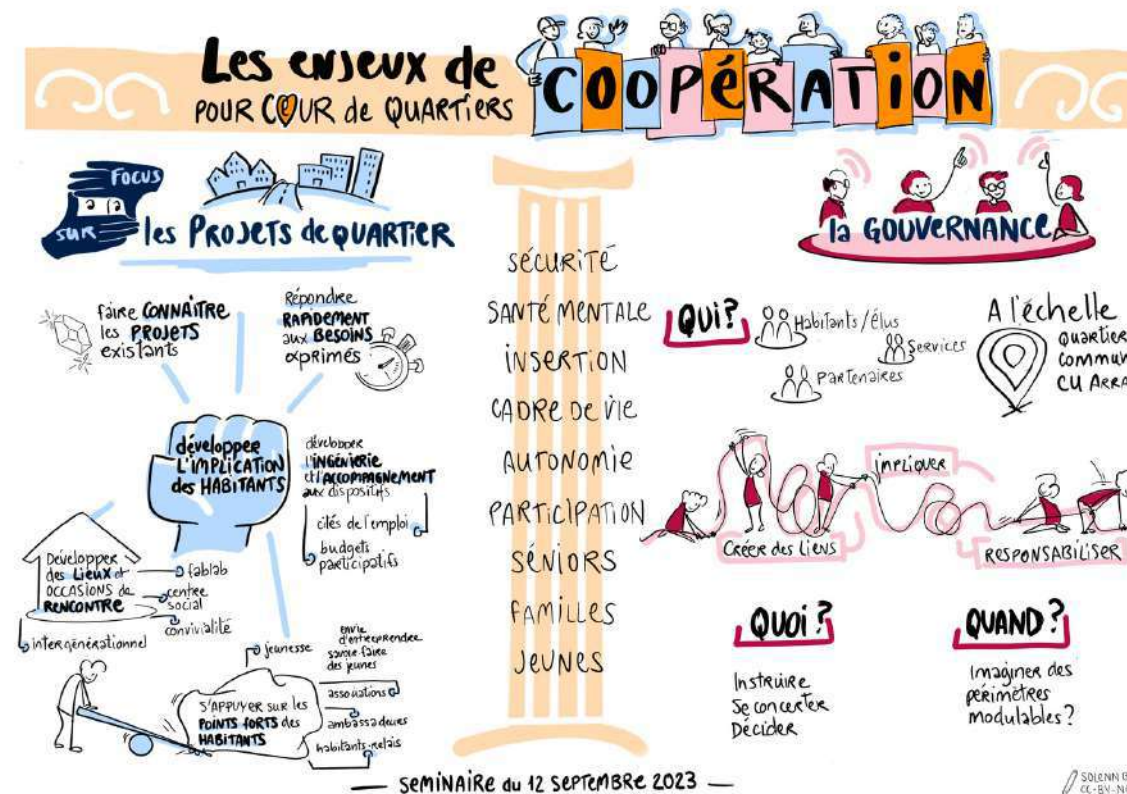 Les enjeux de COOPÉRATION
POUR CŒUR de QUARTIERS
FOCUS
SUR
les PROJETS de QUARTIER
faire CONNAÎTRE
les PROJETS
existants
Répondre
RAPIDEMENT
aux BESOINS
exprimés
développer
L'IMPLICATION
des HABITANTS
développer
l'INGÉNIERIE
et l'ACCOMPAGNEMENT
aux dispositifs
cités de l'emploi
budgets
participatifs
Développer
des LIEUX et
OCCASIONS de
RENCONTRE
fablab
centre
social
convivialité
intergénérationnel
S'APPUYER SUR LES
POINTS FORTS des
HABITANTS
jeunesse
envie
d'entreprendre
savoir-faire
des jeunes
associations
ambassadeurs
habitants-relais
SÉCURITÉ
SANTÉ MENTALE
INSERTION
CADRE DE VIE
AUTONOMIE
PARTICIPATION
SÉNIORS
FAMILLES
JEUNES
la GOUVERNANCE
QUI?
Habitants/élus
Services
Partenaires
A l'échelle
Quartier
Commun
CU ARRA
CRÉER DES LIENS
IMPLIQUER
RESPONSABILISER
QUOI?
Instruire
Se concerter
Décider
QUAND?
Imaginer des
périmètres
modulables?
SEMINAIRE du 12 SEPTEMBRE 2023
SOLENN
CC-BY-N